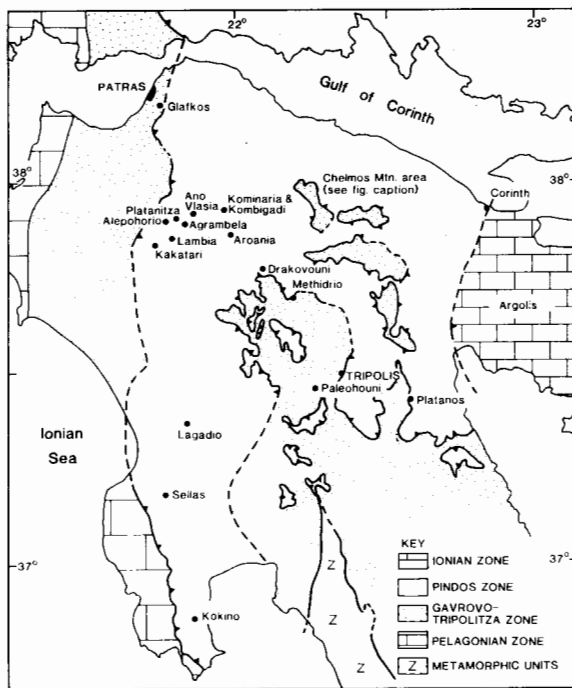 22°
23
PATRAS
Glafkos
Gulf of Corinth
38
38°
Chelmos Mtn. area
(see fig. caption)
Corinth
Ano
Vlasia
Kominaria &
Kombigadi
Platanitza
Alepohorio
Agrambela
Lambia
Aroania
Kakatari
Drakovouni
Methidrio
Argolis
TRIPOLIS
Paleohouni
Platanos
Ionian
Sea
Lagadio
Sellas
37
37°
KEY
IONIAN ZONE
PINDOS ZONE
GAVROVO-
TRIPOLITZA ZONE
PELAGONIAN ZONE
Z METAMORPHIC UNITS
Z
Z
Z
Kokino